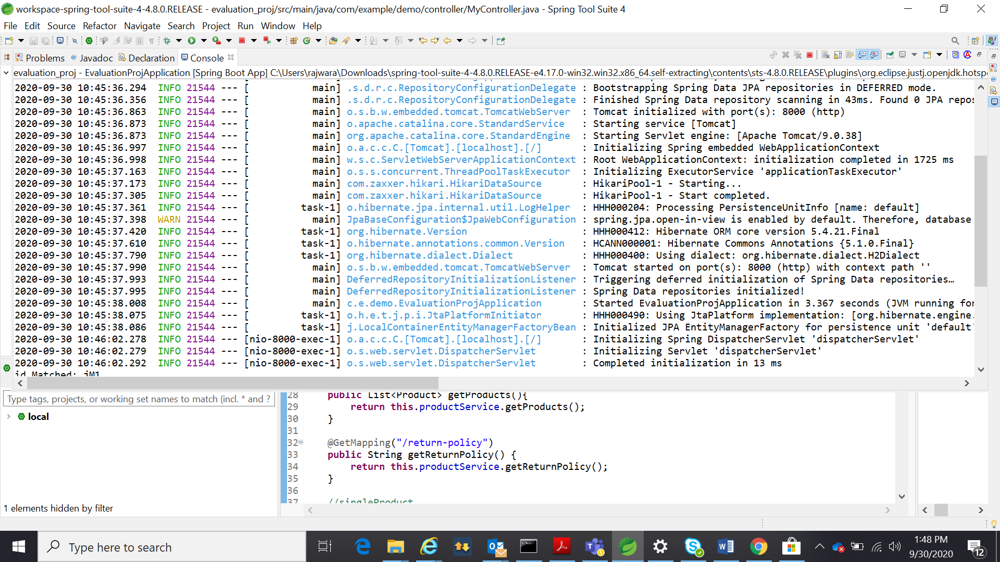 workspace-spring-tool-suite-4-4.8.0.RELEASE - evaluation_proj/src/main/java/com/example/demo/controller/MyController.java - Spring Tool Suite 4
File Edit Source Refactor Navigate Search Project Run Window Help
Problems @ Javadoc Declaration Console
evaluation_proj - EvaluationProjApplication [Spring Boot App] C:\Users\rajwara\Downloads\spring-tool-suite-4-4.8.0.RELEASE-e4.17.0-win32.win32.x86_64.self-extracting\contents\sts-4.8.0.RELEASE\plugins\org.eclipse.justj.openjdk.hotsp
2020-09-30 10:45:36.294 INFO 21544 --- [ main] .s.d.r.c.RepositoryConfigurationDelegate : Bootstrapping Spring Data JPA repositories in DEFERRED mode.
2020-09-30 10:45:36.356 INFO 21544 --- [ main] .s.d.r.c.RepositoryConfigurationDelegate : Finished Spring Data repository scanning in 43ms. Found 0 JPA repos
2020-09-30 10:45:36.863 INFO 21544 --- [ main] o.s.b.w.embedded.tomcat.TomcatWebServer : Tomcat initialized with port(s): 8000 (http)
2020-09-30 10:45:36.873 INFO 21544 --- [ main] o.apache.catalina.core.StandardService : Starting service [Tomcat]
2020-09-30 10:45:36.873 INFO 21544 --- [ main] org.apache.catalina.core.StandardEngine : Starting Servlet engine: [Apache Tomcat/9.0.38]
2020-09-30 10:45:36.997 INFO 21544 --- [ main] o.a.c.c.C.[Tomcat].[localhost].[/] : Initializing Spring embedded WebApplicationContext
2020-09-30 10:45:36.998 INFO 21544 --- [ main] w.s.c.ServletWebServerApplicationContext : Root WebApplicationContext: initialization completed in 1725 ms
2020-09-30 10:45:37.163 INFO 21544 --- [ main] o.s.s.concurrent.ThreadPoolTaskExecutor : Initializing ExecutorService 'applicationTaskExecutor'
2020-09-30 10:45:37.173 INFO 21544 --- [ main] com.zaxxer.hikari.HikariDataSource : HikariPool-1 - Starting...
2020-09-30 10:45:37.305 INFO 21544 --- [ main] com.zaxxer.hikari.HikariDataSource : HikariPool-1 - Start completed.
2020-09-30 10:45:37.361 INFO 21544 --- [ task-1] o.hibernate.jpa.internal.util.LogHelper : HHH000204: Processing PersistenceUnitInfo [name: default]
2020-09-30 10:45:37.398 WARN 21544 --- [ main] JpaBaseConfiguration$JpaWebConfiguration : spring.jpa.open-in-view is enabled by default. Therefore, database
2020-09-30 10:45:37.420 INFO 21544 --- [ task-1] org.hibernate.Version : HHH000412: Hibernate ORM core version 5.4.21.Final
2020-09-30 10:45:37.610 INFO 21544 --- [ task-1] o.hibernate.annotations.common.Version : HCANN000001: Hibernate Commons Annotations {5.1.0.Final}
2020-09-30 10:45:37.790 INFO 21544 --- [ task-1] org.hibernate.dialect.Dialect : HHH000400: Using dialect: org.hibernate.dialect.H2Dialect
2020-09-30 10:45:37.990 INFO 21544 --- [ main] o.s.b.w.embedded.tomcat.TomcatWebServer : Tomcat started on port(s): 8000 (http) with context path ''
2020-09-30 10:45:37.993 INFO 21544 --- [ main] DeferredRepositoryInitializationListener : Triggering deferred initialization of Spring Data repositories…
2020-09-30 10:45:37.995 INFO 21544 --- [ main] DeferredRepositoryInitializationListener : Spring Data repositories initialized!
2020-09-30 10:45:38.008 INFO 21544 --- [ main] c.e.demo.EvaluationProjApplication : Started EvaluationProjApplication in 3.367 seconds (JVM running for
2020-09-30 10:45:38.075 INFO 21544 --- [ task-1] o.h.e.t.j.p.i.JtaPlatformInitiator : HHH000490: Using JtaPlatform implementation: [org.hibernate.engine.
2020-09-30 10:45:38.086 INFO 21544 --- [ task-1] j.LocalContainerEntityManagerFactoryBean : Initialized JPA EntityManagerFactory for persistence unit 'default'
2020-09-30 10:46:02.278 INFO 21544 --- [nio-8000-exec-1] o.a.c.c.C.[Tomcat].[localhost].[/] : Initializing Spring DispatcherServlet 'dispatcherServlet'
2020-09-30 10:46:02.279 INFO 21544 --- [nio-8000-exec-1] o.s.web.servlet.DispatcherServlet : Initializing Servlet 'dispatcherServlet'
2020-09-30 10:46:02.292 INFO 21544 --- [nio-8000-exec-1] o.s.web.servlet.DispatcherServlet : Completed initialization in 13 ms
id Matched: jM1
Type tags, projects, or working set names to match (incl. * and ?
local
1 elements hidden by filter
28 public List<Product> getProducts(){
29 return this.productService.getProducts();
30 }
31
32 @GetMapping("/return-policy")
33 public String getReturnPolicy() {
34 return this.productService.getReturnPolicy();
35 }
36
37 //singleProduct
Type here to search
1:48 PM
9/30/2020
12